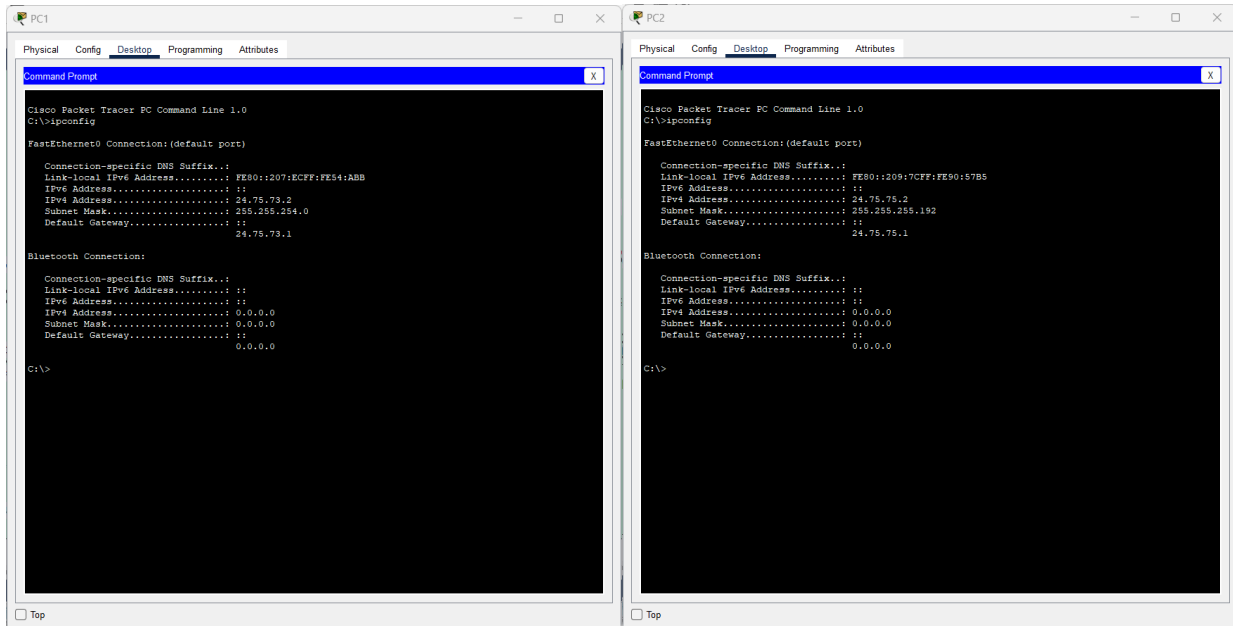 PC1
Physical Config Desktop Programming Attributes
Command Prompt
X
Cisco Packet Tracer PC Command Line 1.0
C:\>ipconfig
FastEthernet0 Connection:(default port)
Connection-specific DNS Suffix..:
Link-local IPv6 Address.........: FE80::207:ECFF:FE54:ABB
IPv6 Address....................: ::
IPv4 Address....................: 24.75.73.2
Subnet Mask.....................: 255.255.254.0
Default Gateway.................: ::
24.75.73.1
Bluetooth Connection:
Connection-specific DNS Suffix..:
Link-local IPv6 Address.........: ::
IPv6 Address....................: ::
IPv4 Address....................: 0.0.0.0
Subnet Mask.....................: 0.0.0.0
Default Gateway.................: ::
0.0.0.0
C:\>
Top
PC2
Physical Config Desktop Programming Attributes
Command Prompt
X
Cisco Packet Tracer PC Command Line 1.0
C:\>ipconfig
FastEthernet0 Connection:(default port)
Connection-specific DNS Suffix..:
Link-local IPv6 Address.........: FE80::209:7CFF:FE90:57B5
IPv6 Address....................: ::
IPv4 Address....................: 24.75.75.2
Subnet Mask.....................: 255.255.255.192
Default Gateway.................: ::
24.75.75.1
Bluetooth Connection:
Connection-specific DNS Suffix..:
Link-local IPv6 Address.........: ::
IPv6 Address....................: ::
IPv4 Address....................: 0.0.0.0
Subnet Mask.....................: 0.0.0.0
Default Gateway.................: ::
0.0.0.0
C:\>
Top